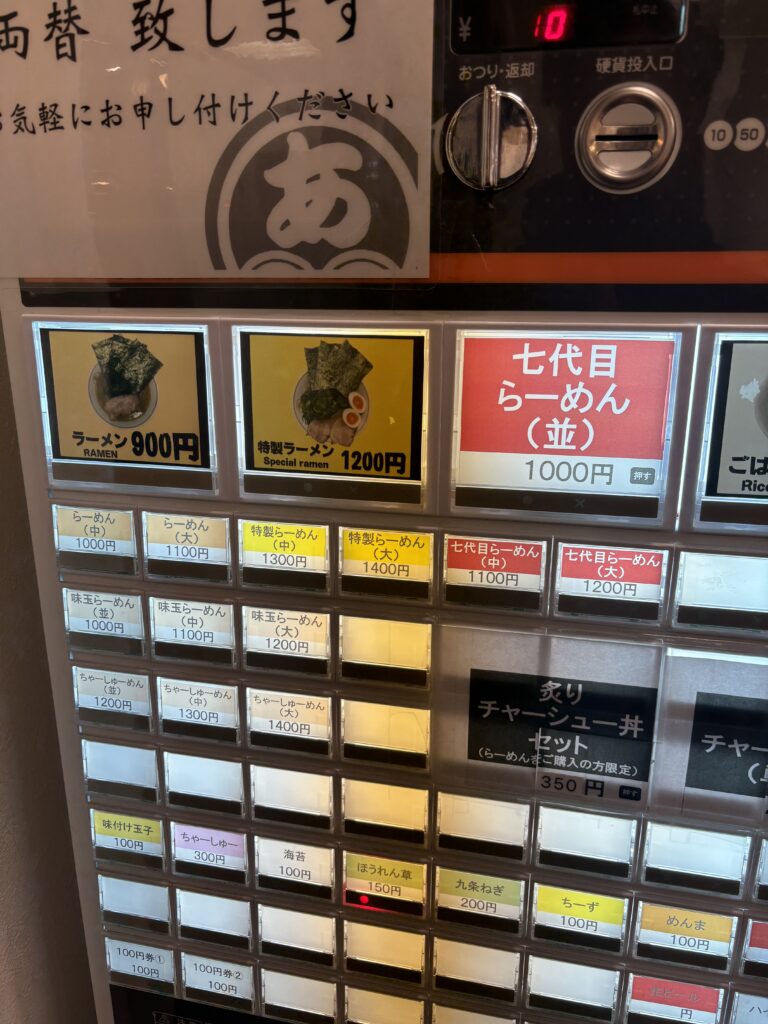 両替 致します
お気軽にお申し付けください
あ
¥ 10
おつり・返却
硬貨投入口
10 50
ラーメン 900円
RAMEN
特製ラーメン
Special ramen 1200円
七代目
らーめん
(並)
1000円 押す
ごは
Rice
らーめん
(中)
1000円
らーめん
(大)
1100円
特製らーめん
(中)
1300円
特製らーめん
(大)
1400円
七代目らーめん
(中)
1100円
七代目らーめん
(大)
1200円
味玉らーめん
(並)
1000円
味玉らーめん
(中)
1100円
味玉らーめん
(大)
1200円
炙り
チャーシュー丼
セット
(らーめんをご購入の方限定)
350円 押す
チャー
ちゃーしゅーめん
(並)
1200円
ちゃーしゅーめん
(中)
1300円
ちゃーしゅーめん
(大)
1400円
味付け玉子
100円
ちゃーしゅー
300円
海苔
100円
ほうれん草
150円
九条ねぎ
200円
ちーず
100円
めんま
100円
100円券①
100円
100円券②
100円
生ビール
円
ハイ